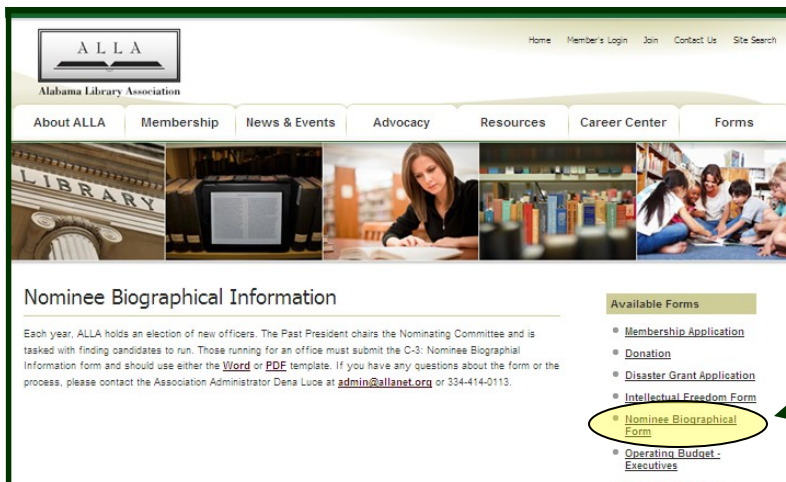 Home Member's Login Join Contact Us Site Search
A L L A
Alabama Library Association
About ALLA Membership News & Events Advocacy Resources Career Center Forms
LIBRARY
Nominee Biographical Information
Each year, ALLA holds an election of new officers. The Past President chairs the Nominating Committee and is
tasked with finding candidates to run. Those running for an office must submit the C-3: Nominee Biographial
Information form and should use either the Word or PDF template. If you have any questions about the form or the
process, please contact the Association Administrator Dena Luce at admin@allanet.org or 334-414-0113.
Available Forms
Membership Application
Donation
Disaster Grant Application
Intellectual Freedom Form
Nominee Biographical
Form
Operating Budget -
Executives